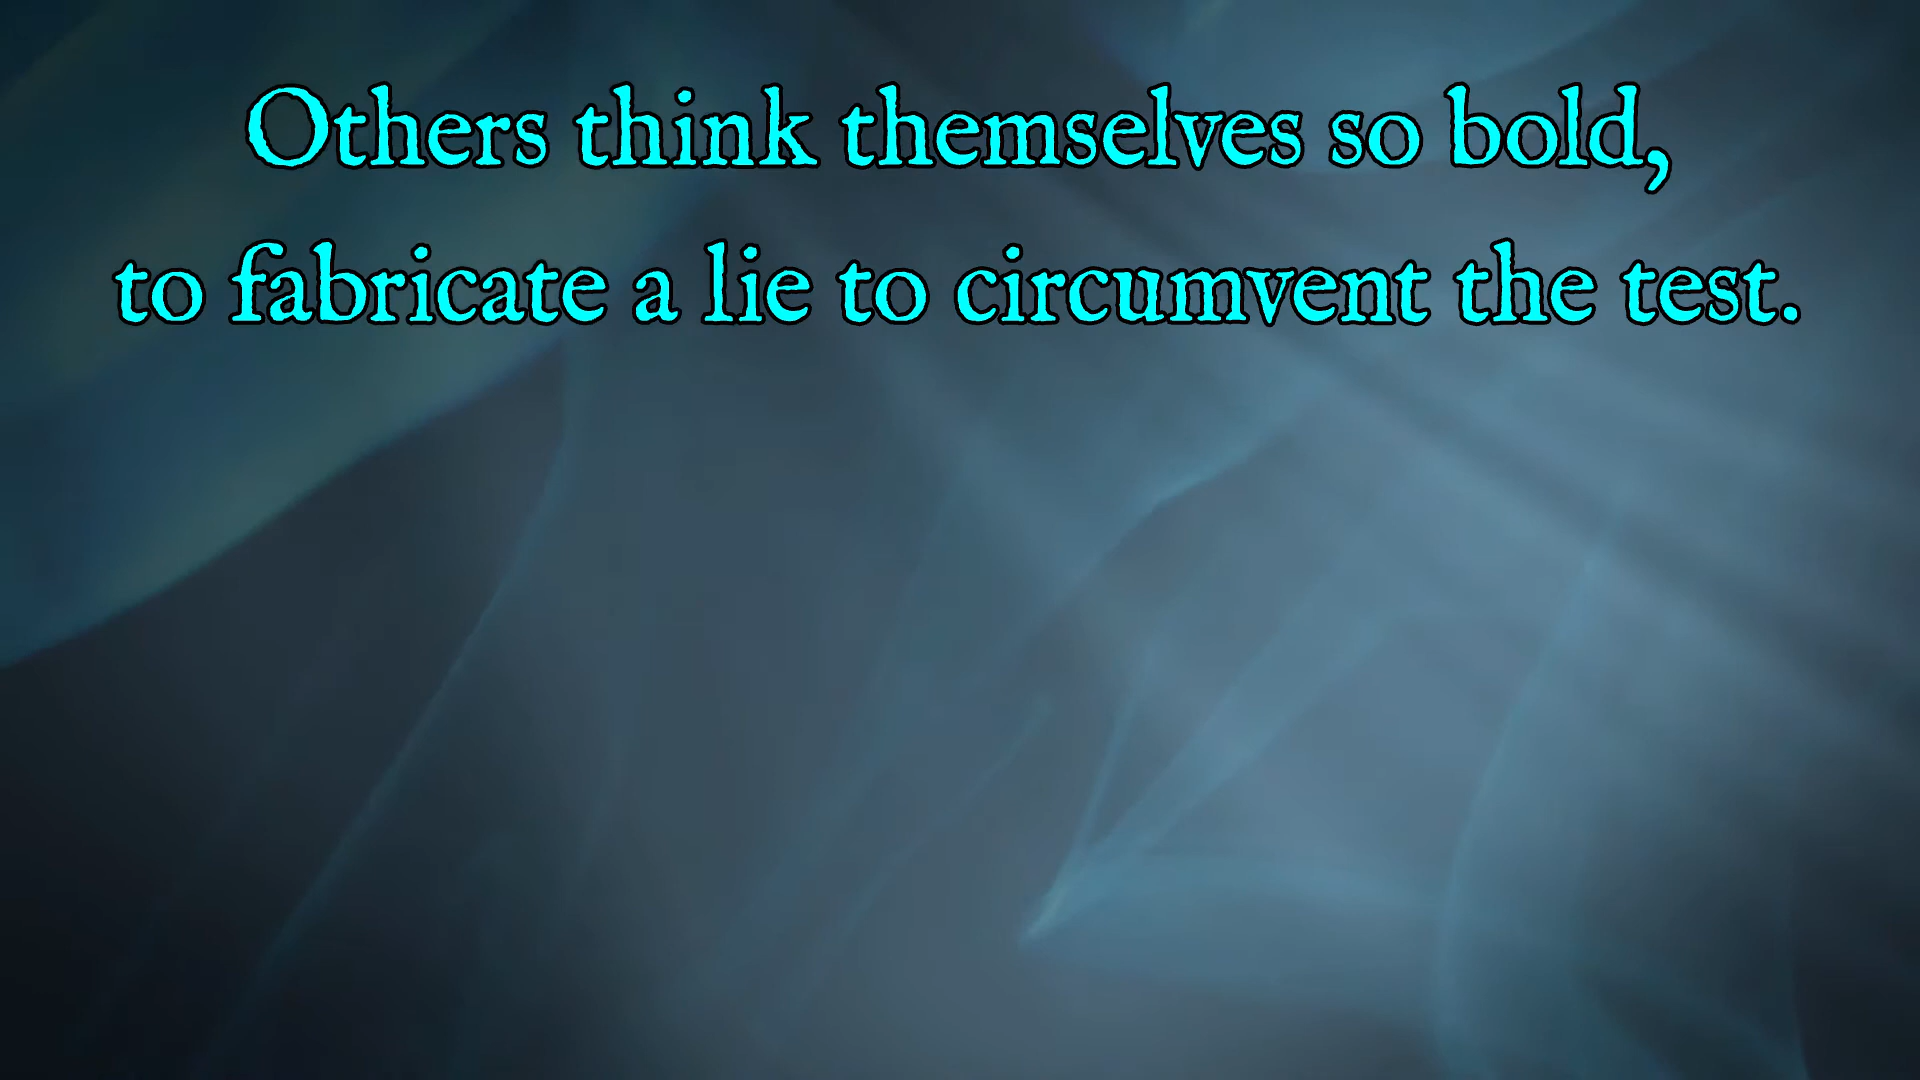 Others think themselves so bold,
to fabricate a lie to circumvent the test.